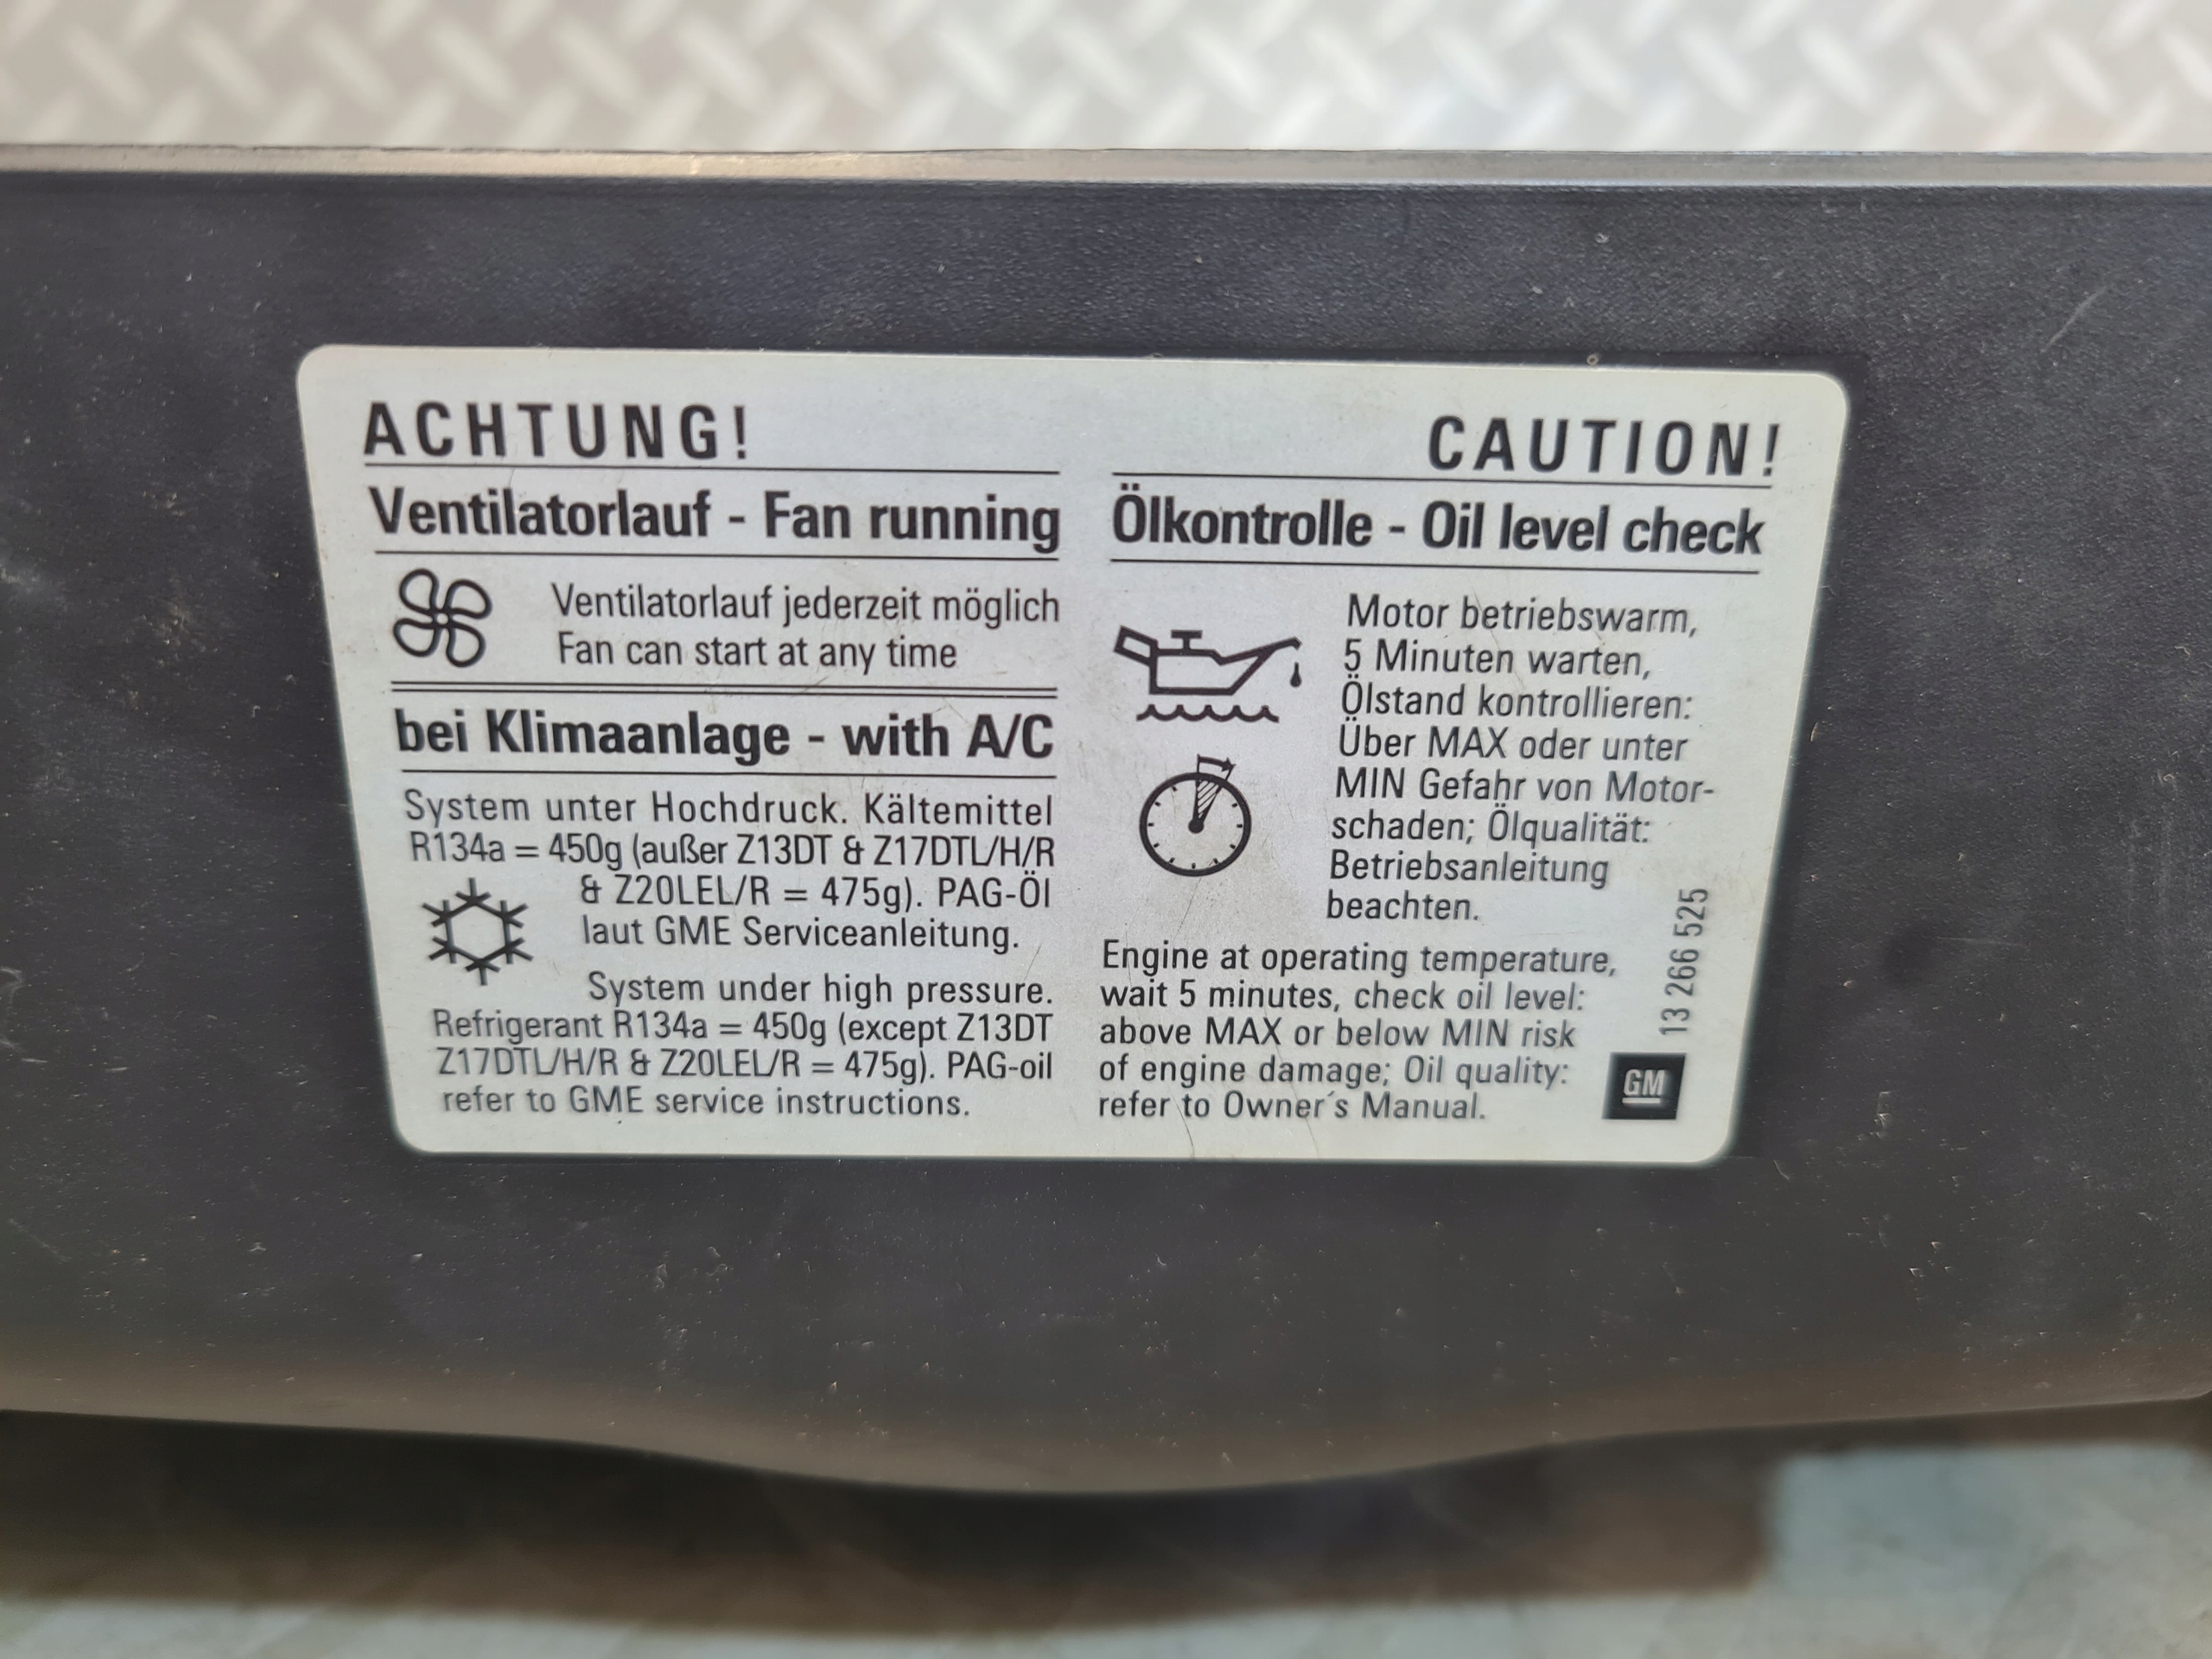 ACHTUNG!
Ventilatorlauf - Fan running
Ventilatorlauf jederzeit möglich
Fan can start at any time
bei Klimaanlage - with A/C
System unter Hochdruck. Kältemittel
R134a = 450g (außer Z13DT & Z17DTL/H/R
& Z20LEL/R = 475g). PAG-Öl
laut GME Serviceanleitung.
System under high pressure.
Refrigerant R134a = 450g (except Z13DT
Z17DTL/H/R & Z20LEL/R = 475g). PAG-oil
refer to GME service instructions.
CAUTION!
Ölkontrolle - Oil level check
Motor betriebswarm,
5 Minuten warten,
Ölstand kontrollieren:
Über MAX oder unter
MIN Gefahr von Motor-
schaden; Ölqualität:
Betriebsanleitung
beachten.
Engine at operating temperature,
wait 5 minutes, check oil level:
above MAX or below MIN risk
of engine damage; Oil quality:
refer to Owner´s Manual.
13 266 525
GM